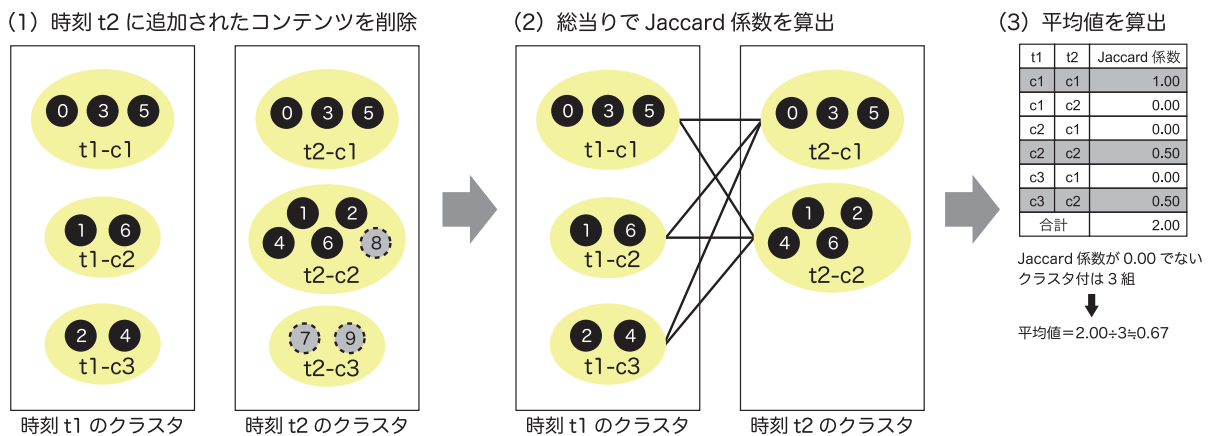 (1) 時刻 t2 に追加されたコンテンツを削除
0 3 5
t1-c1
1 6
t1-c2
2 4
t1-c3
時刻 t1 のクラスタ
0 3 5
t2-c1
1 2
4 6 8
t2-c2
7 9
t2-c3
時刻 t2 のクラスタ
(2) 総当りで Jaccard 係数を算出
0 3 5
t1-c1
1 6
t1-c2
2 4
t1-c3
時刻 t1 のクラスタ
0 3 5
t2-c1
1 2
4 6
t2-c2
時刻 t2 のクラスタ
(3) 平均値を算出
t1 t2 Jaccard 係数
c1 c1 1.00
c1 c2 0.00
c2 c1 0.00
c2 c2 0.50
c3 c1 0.00
c3 c2 0.50
合計 2.00
Jaccard 係数が 0.00 でない
クラスタ付は 3 組
平均値＝2.00÷3≒0.67